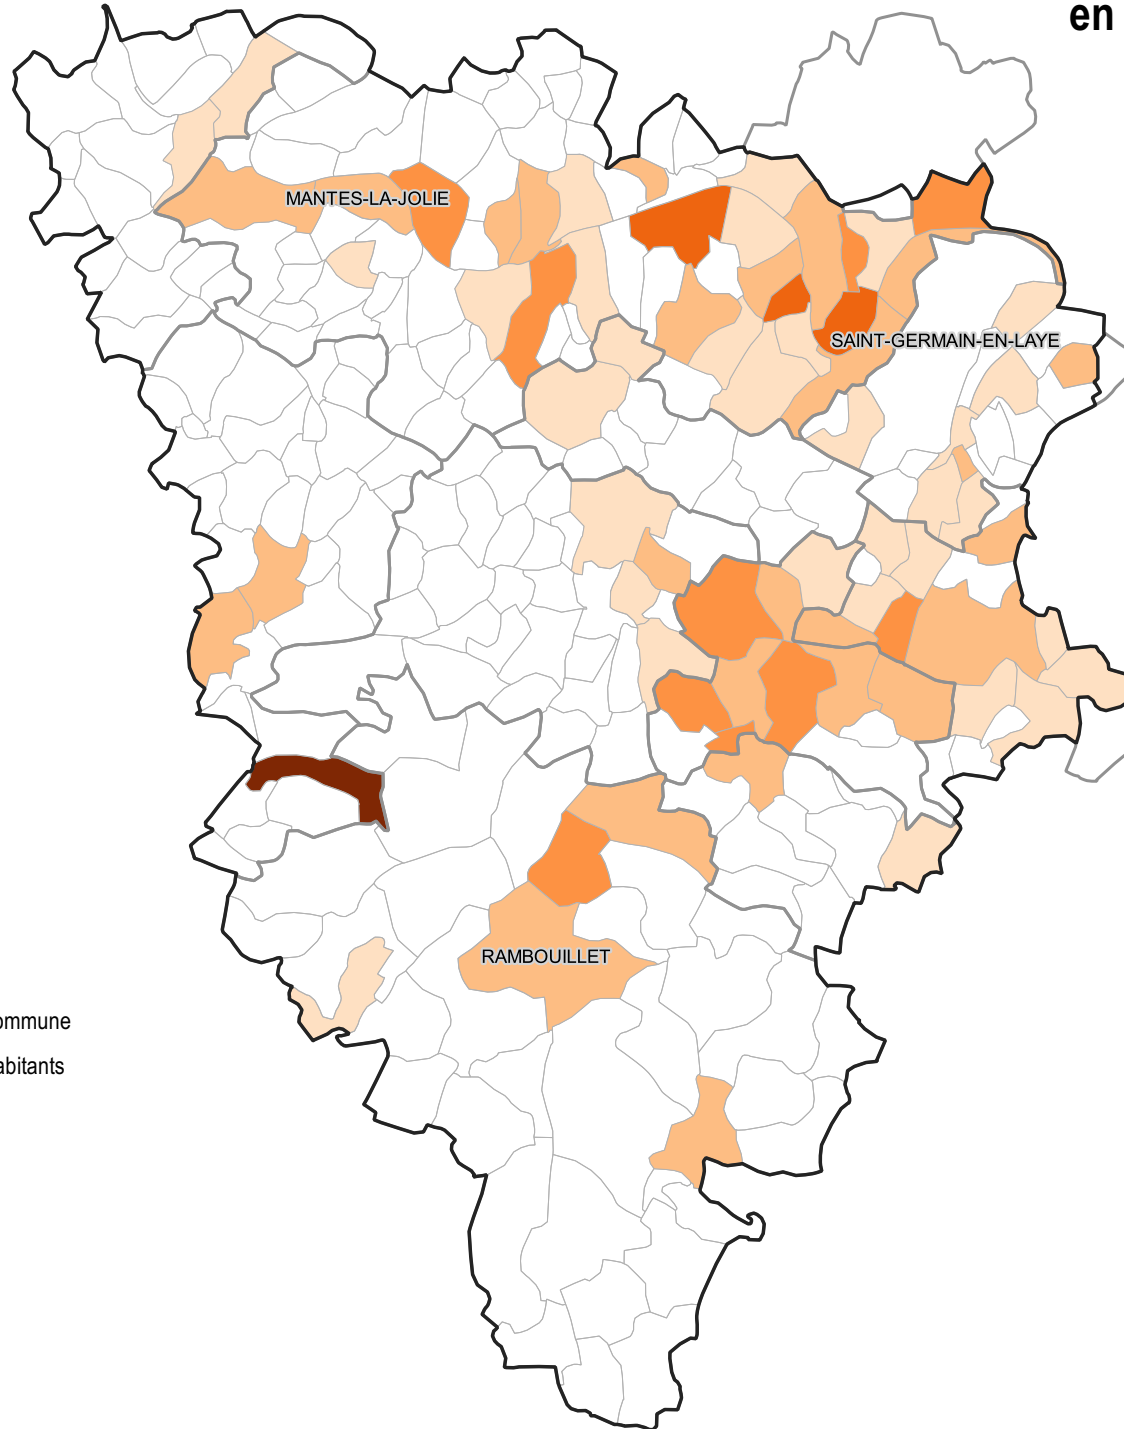 en
MANTES-LA-JOLIE
SAINT-GERMAIN-EN-LAYE
RAMBOUILLET
ommune
abitants